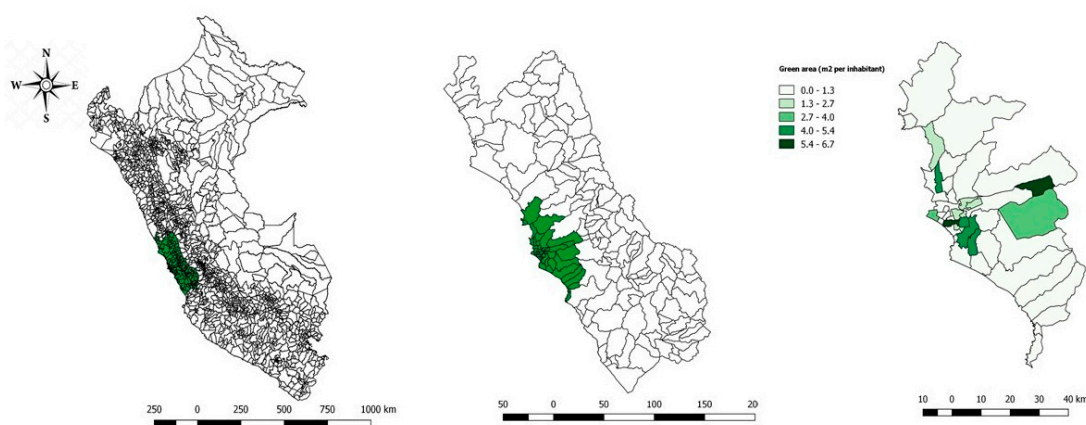 N
W E
S
Green area (m2 per inhabitant)
0.0 - 1.3
1.3 - 2.7
2.7 - 4.0
4.0 - 5.4
5.4 - 6.7
250 0 250 500 750 1000 km
50 0 50 100 150 20
10 0 10 20 30 40 km